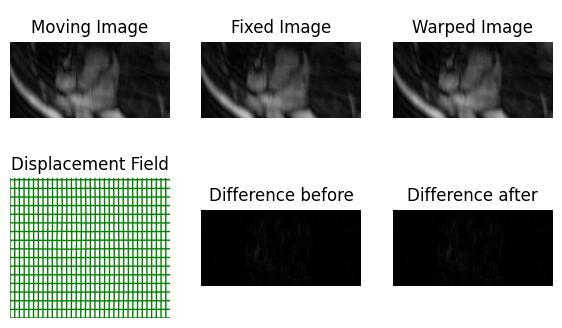 Moving Image
Fixed Image
Warped Image
Displacement Field
Difference before
Difference after